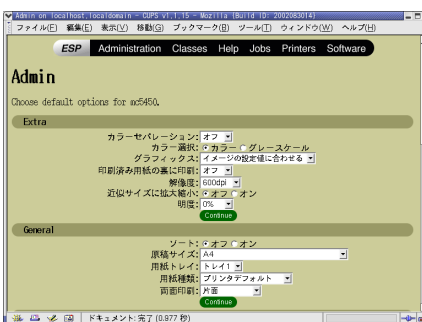 Admin on localhost.localdomain - CUPS v1.1.15 - Mozilla {Build ID: 2002083014}
ファイル(F) 編集(E) 表示(V) 移動(G) ブックマーク(B) ツール(T) ウィンドウ(W) ヘルプ(H)
ESP Administration Classes Help Jobs Printers Software
Admin
Choose default options for mc5450.
Extra
カラーセパレーション: オフ
カラー選択: カラー グレースケール
グラフィックス: イメージの設定値に合わせる
印刷済み用紙の裏に印刷: オフ
解像度: 600dpi
近似サイズに拡大縮小: オフ オン
明度: 0%
Continue
General
ソート: オフ オン
原稿サイズ: A4
用紙トレイ: トレイ1
用紙種類: プリンタデフォルト
両面印刷: 片面
Continue
ドキュメント: 完了 (0.977 秒)